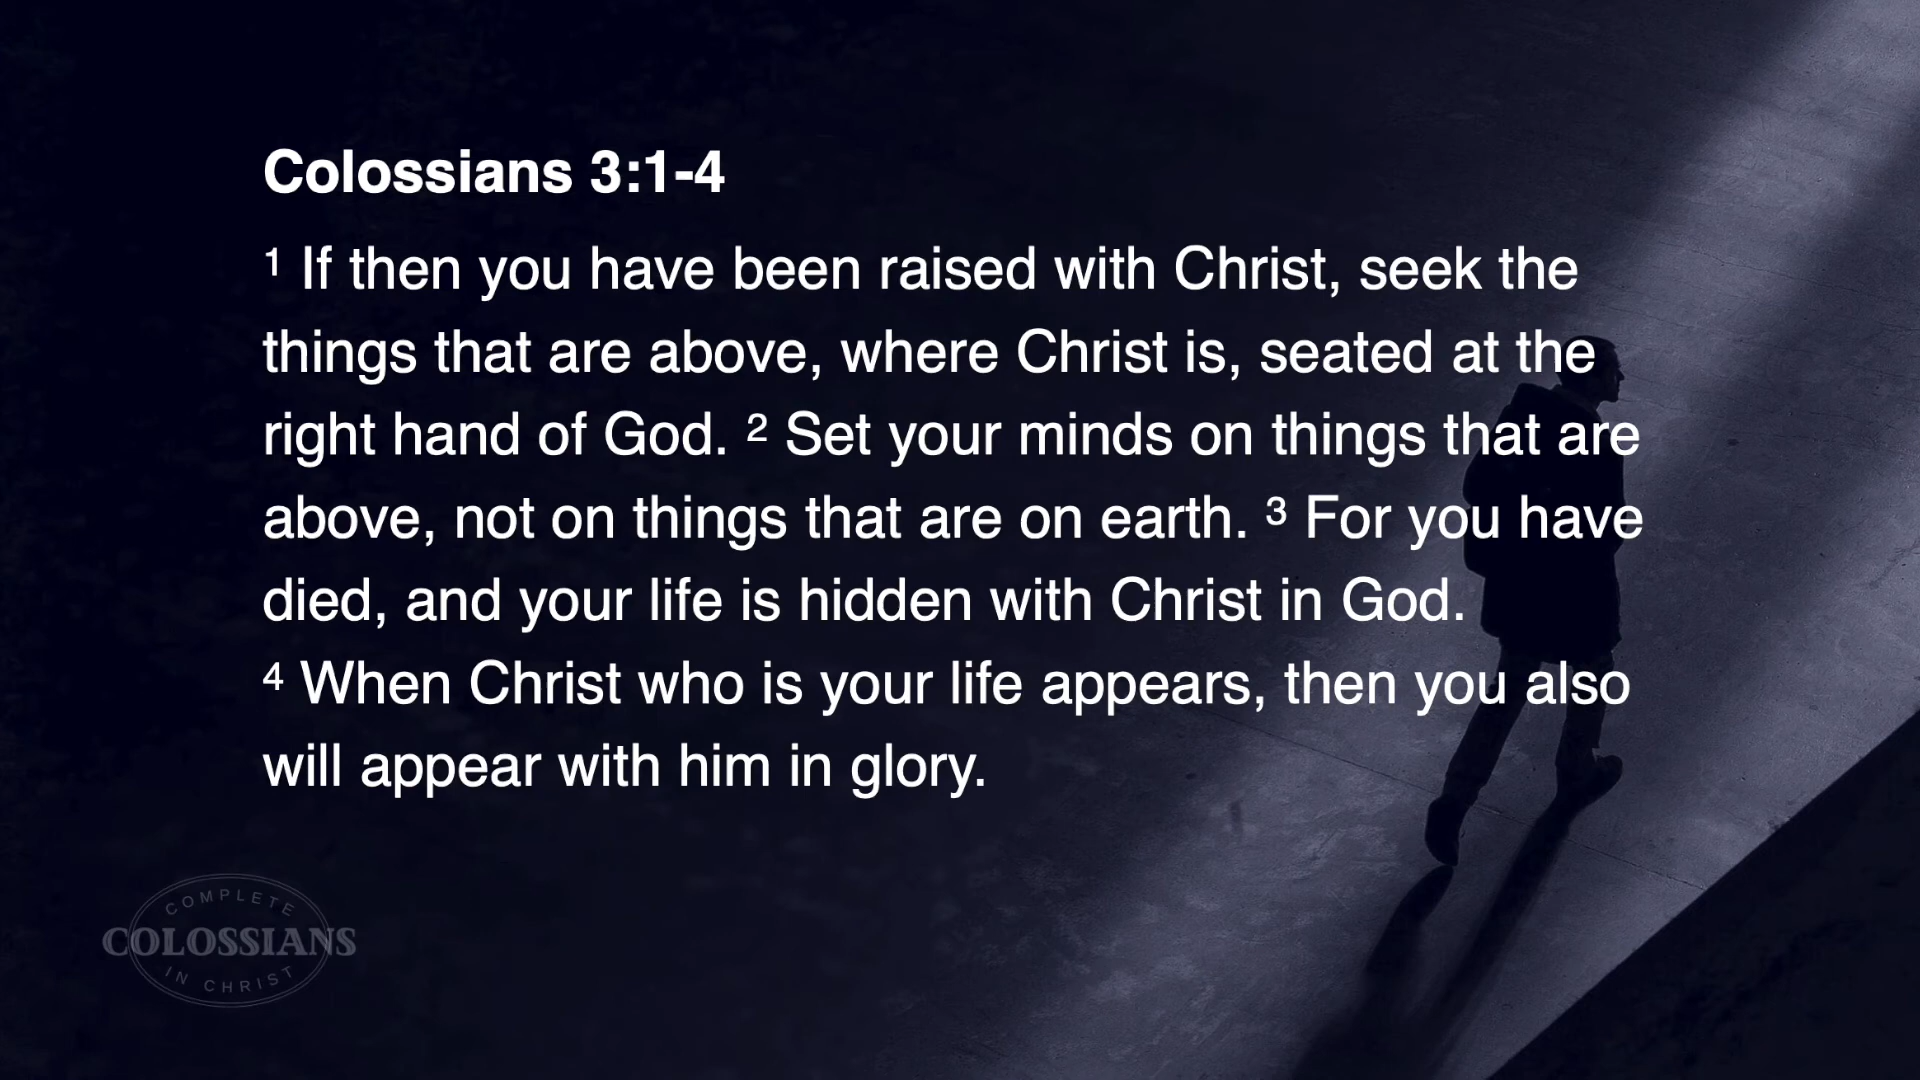 Colossians 3:1-4
¹ If then you have been raised with Christ, seek the
things that are above, where Christ is, seated at the
right hand of God. ² Set your minds on things that are
above, not on things that are on earth. ³ For you have
died, and your life is hidden with Christ in God.
⁴ When Christ who is your life appears, then you also
will appear with him in glory.
COMPLETE
COLOSSIANS
IN CHRIST